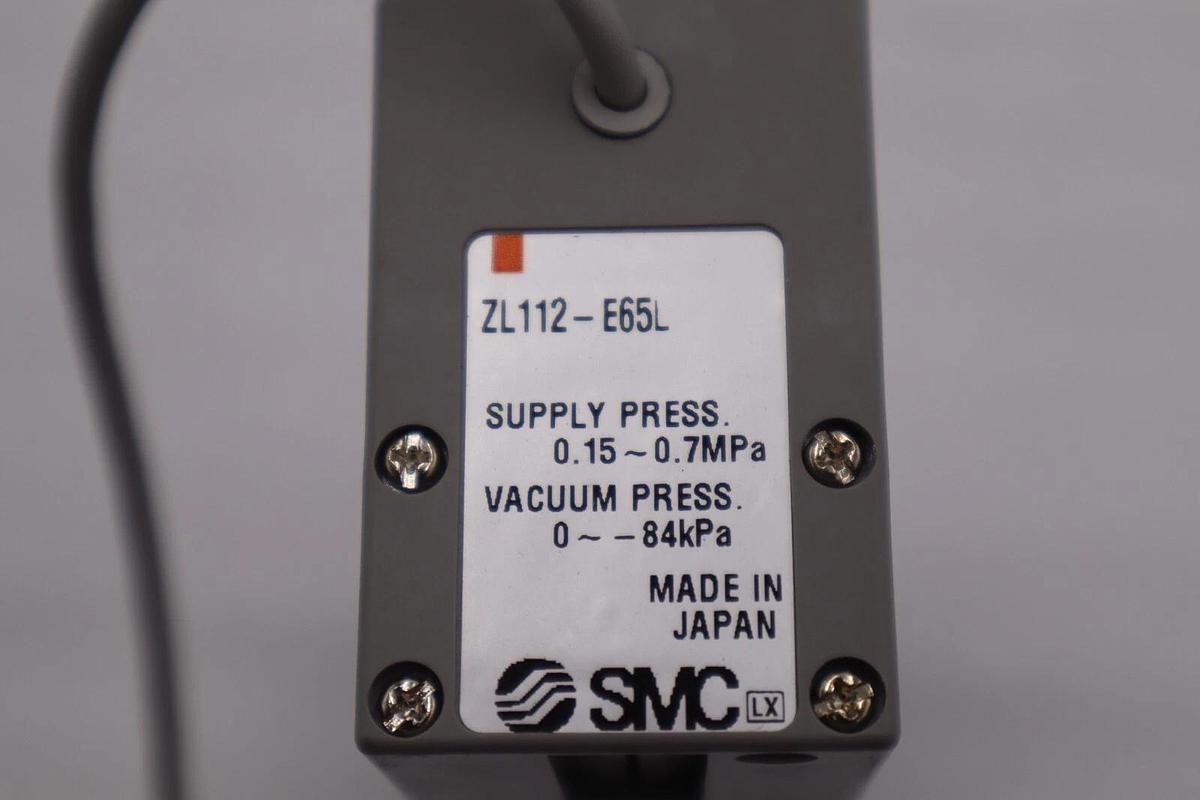 ZL112-E65L
SUPPLY PRESS.
0.15~0.7MPa
VACUUM PRESS.
0~ -84kPa
MADE IN
JAPAN
SMC LX